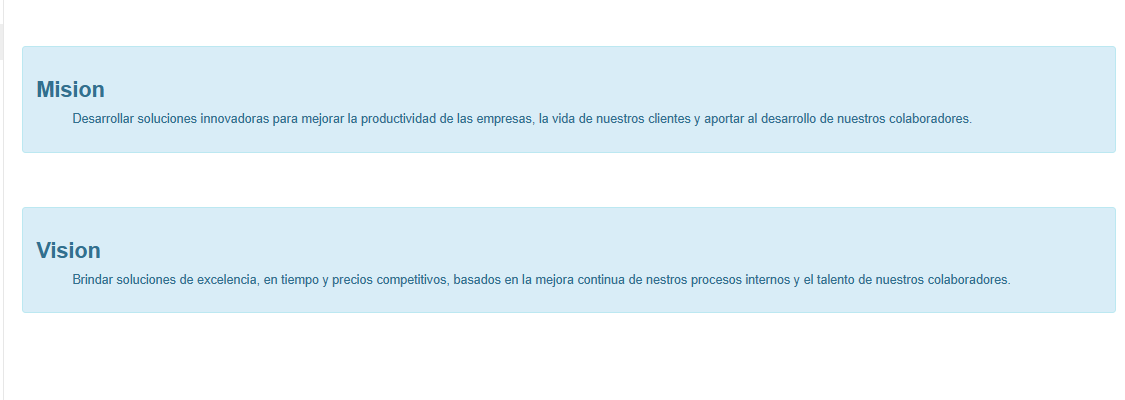 Mision
Desarrollar soluciones innovadoras para mejorar la productividad de las empresas, la vida de nuestros clientes y aportar al desarrollo de nuestros colaboradores.
Vision
Brindar soluciones de excelencia, en tiempo y precios competitivos, basados en la mejora continua de nestros procesos internos y el talento de nuestros colaboradores.